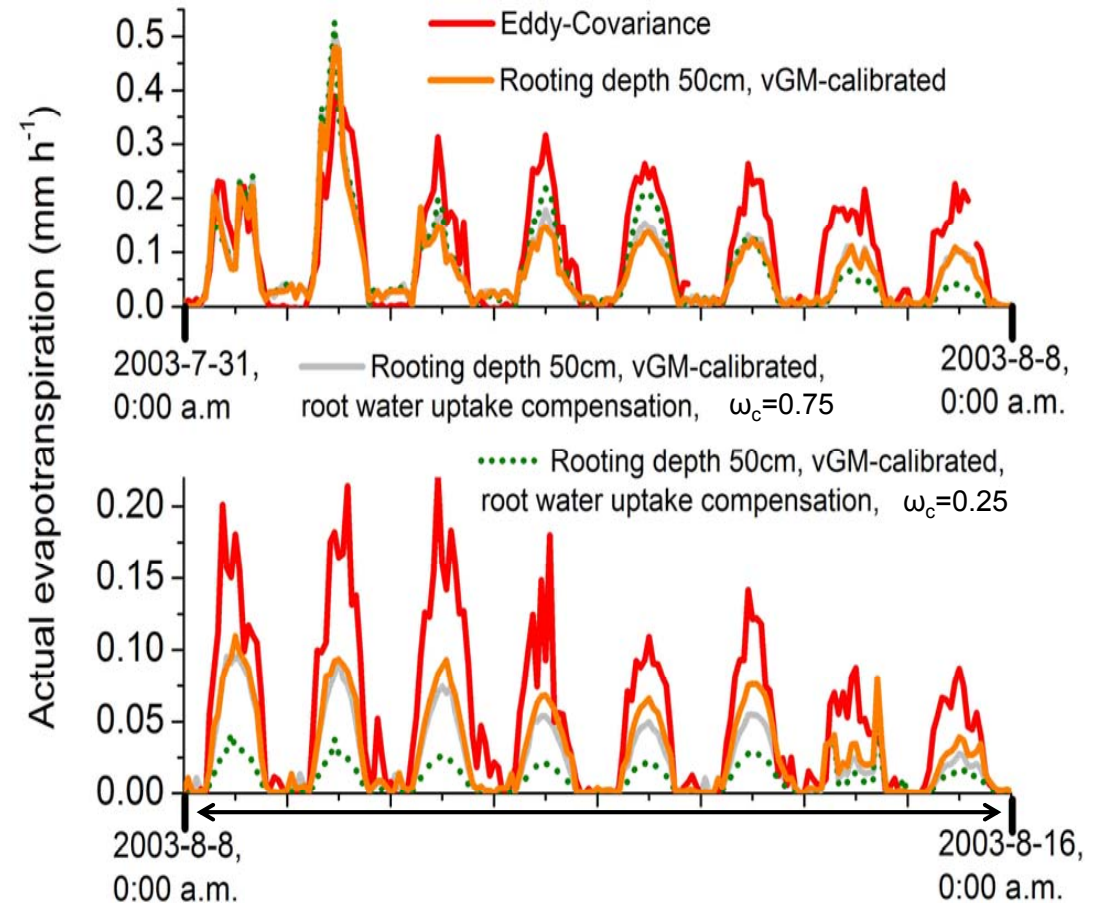 Actual evapotranspiration (mm h⁻¹)
0.5
0.4
0.3
0.2
0.1
0.0
Eddy-Covariance
Rooting depth 50cm, vGM-calibrated
2003-7-31,
0:00 a.m
2003-8-8,
0:00 a.m.
Rooting depth 50cm, vGM-calibrated,
root water uptake compensation, ω_c=0.75
Rooting depth 50cm, vGM-calibrated,
root water uptake compensation, ω_c=0.25
0.20
0.15
0.10
0.05
0.00
2003-8-8,
0:00 a.m.
2003-8-16,
0:00 a.m.